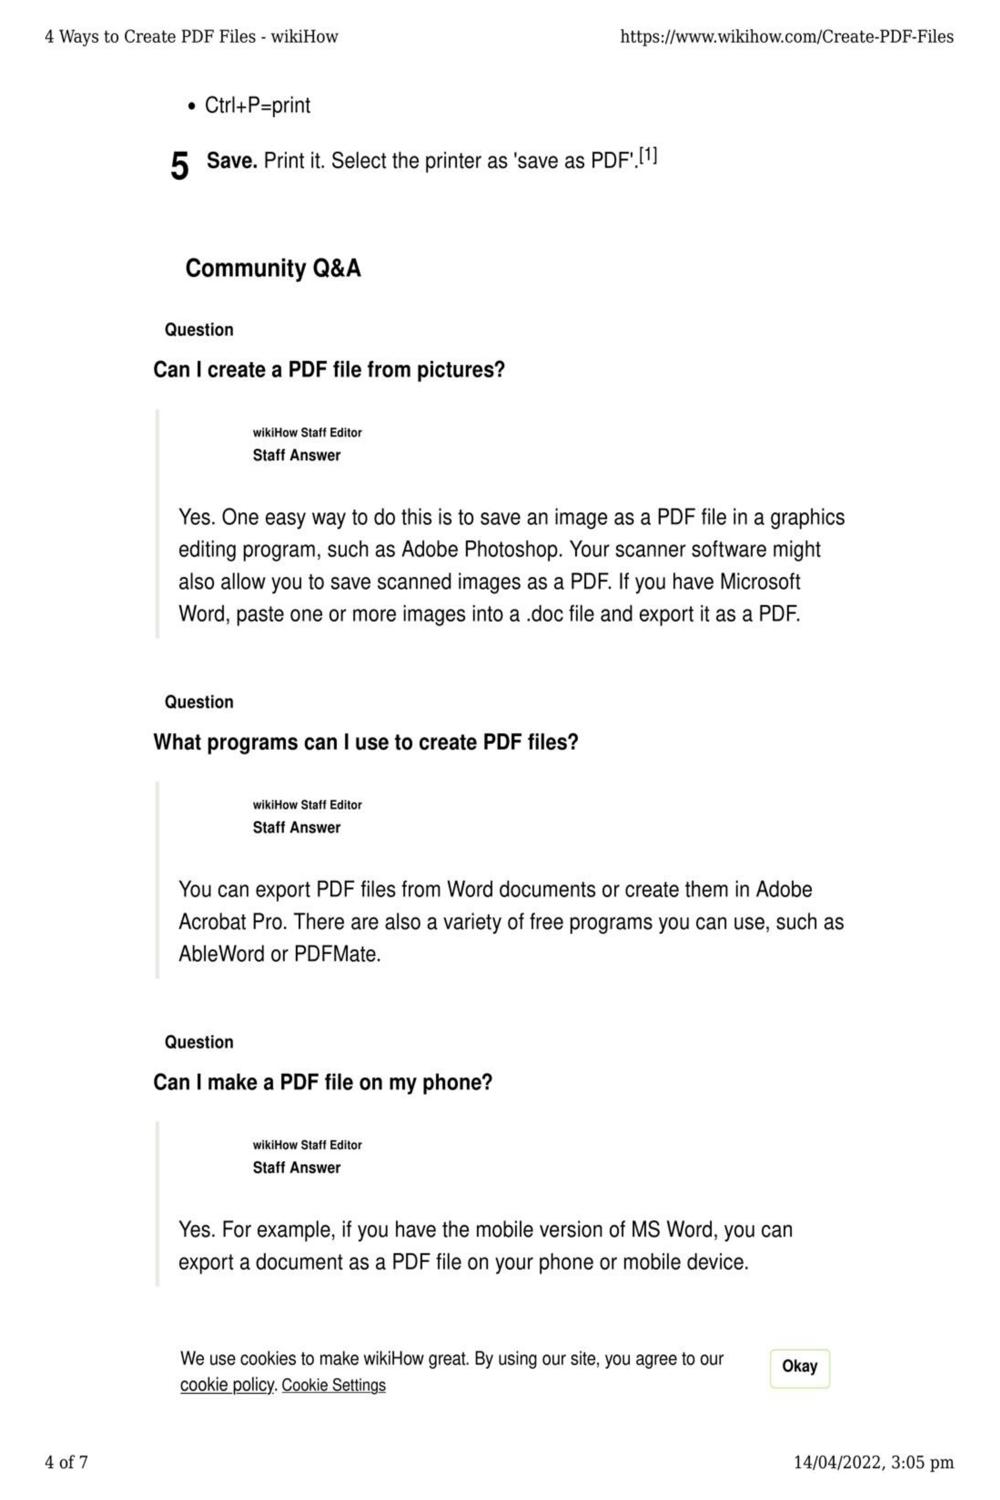 4 Ways to Create PDF Files - wikiHow https://www.wikihow.com/Create-PDF-Files
• Ctrl+P=print
5 Save. Print it. Select the printer as 'save as PDF'.[1]
Community Q&A
Question
Can I create a PDF file from pictures?
wikiHow Staff Editor
Staff Answer
Yes. One easy way to do this is to save an image as a PDF file in a graphics
editing program, such as Adobe Photoshop. Your scanner software might
also allow you to save scanned images as a PDF. If you have Microsoft
Word, paste one or more images into a .doc file and export it as a PDF.
Question
What programs can I use to create PDF files?
wikiHow Staff Editor
Staff Answer
You can export PDF files from Word documents or create them in Adobe
Acrobat Pro. There are also a variety of free programs you can use, such as
AbleWord or PDFMate.
Question
Can I make a PDF file on my phone?
wikiHow Staff Editor
Staff Answer
Yes. For example, if you have the mobile version of MS Word, you can
export a document as a PDF file on your phone or mobile device.
We use cookies to make wikiHow great. By using our site, you agree to our
cookie policy. Cookie Settings
Okay
4 of 7 14/04/2022, 3:05 pm